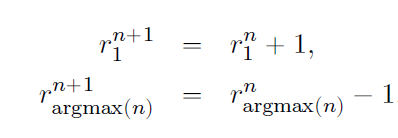 r_1^{n+1} = r_1^n + 1,
r_{argmax(n)}^{n+1} = r_{argmax(n)}^n − 1